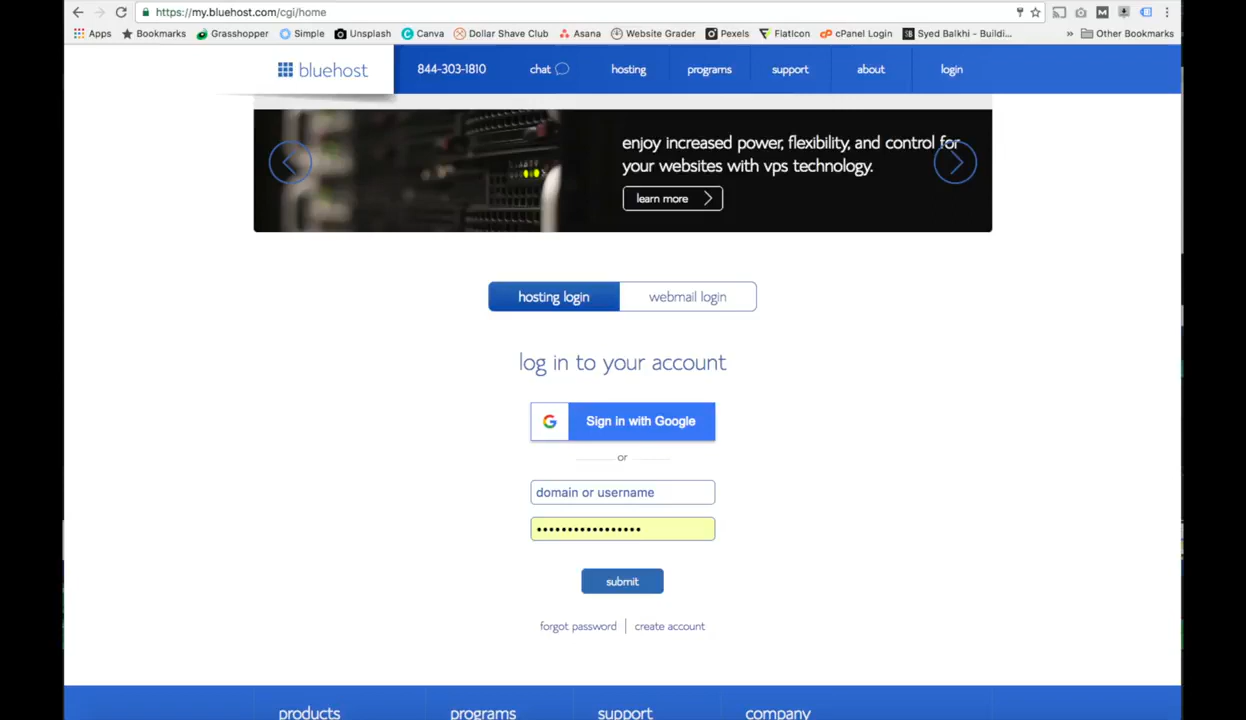 https://my.bluehost.com/cgi/home
Apps Bookmarks Grasshopper Simple Unsplash Canva Dollar Shave Club Asana Website Grader Pexels FlatIcon cPanel Login Syed Balkhi - Buildi... » Other Bookmarks
bluehost 844-303-1810 chat hosting programs support about login
enjoy increased power, flexibility, and control for
your websites with vps technology.
learn more
hosting login webmail login
log in to your account
Sign in with Google
or
domain or username
submit
forgot password | create account
products programs support company